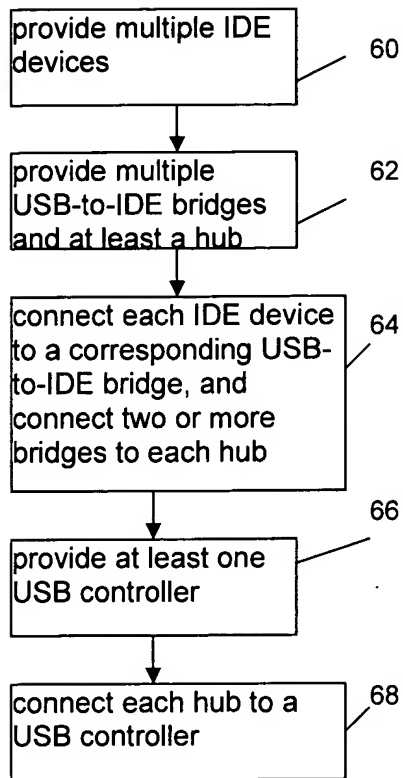 provide multiple IDE
devices
60
provide multiple
USB-to-IDE bridges
and at least a hub
62
connect each IDE device
to a corresponding USB-
to-IDE bridge, and
connect two or more
bridges to each hub
64
provide at least one
USB controller
66
connect each hub to a
USB controller
68